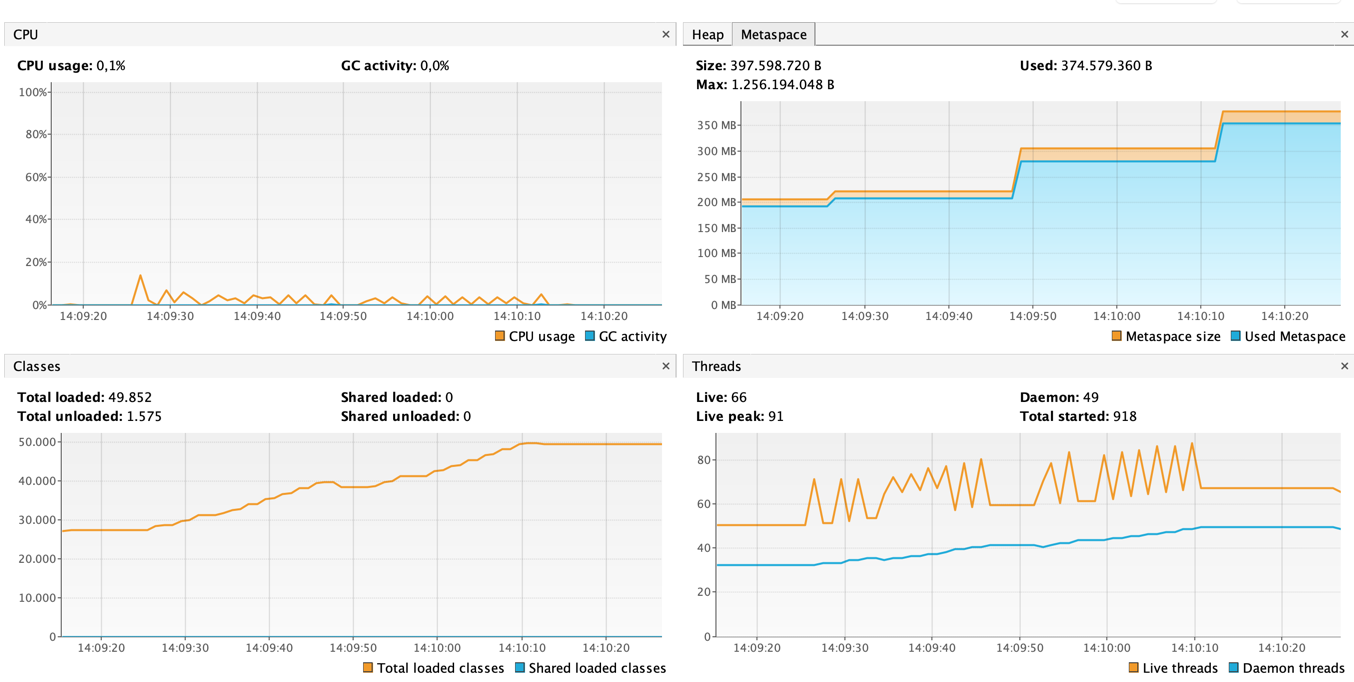 CPU ×
CPU usage: 0,1% GC activity: 0,0%
100%
80%
60%
40%
20%
0%
14:09:20 14:09:30 14:09:40 14:09:50 14:10:00 14:10:10 14:10:20
CPU usage GC activity
Heap Metaspace ×
Size: 397.598.720 B Used: 374.579.360 B
Max: 1.256.194.048 B
350 MB
300 MB
250 MB
200 MB
150 MB
100 MB
50 MB
0 MB
14:09:20 14:09:30 14:09:40 14:09:50 14:10:00 14:10:10 14:10:20
Metaspace size Used Metaspace
Classes ×
Total loaded: 49.852 Shared loaded: 0
Total unloaded: 1.575 Shared unloaded: 0
50.000
40.000
30.000
20.000
10.000
0
14:09:20 14:09:30 14:09:40 14:09:50 14:10:00 14:10:10 14:10:20
Total loaded classes Shared loaded classes
Threads ×
Live: 66 Daemon: 49
Live peak: 91 Total started: 918
80
60
40
20
0
14:09:20 14:09:30 14:09:40 14:09:50 14:10:00 14:10:10 14:10:20
Live threads Daemon threads